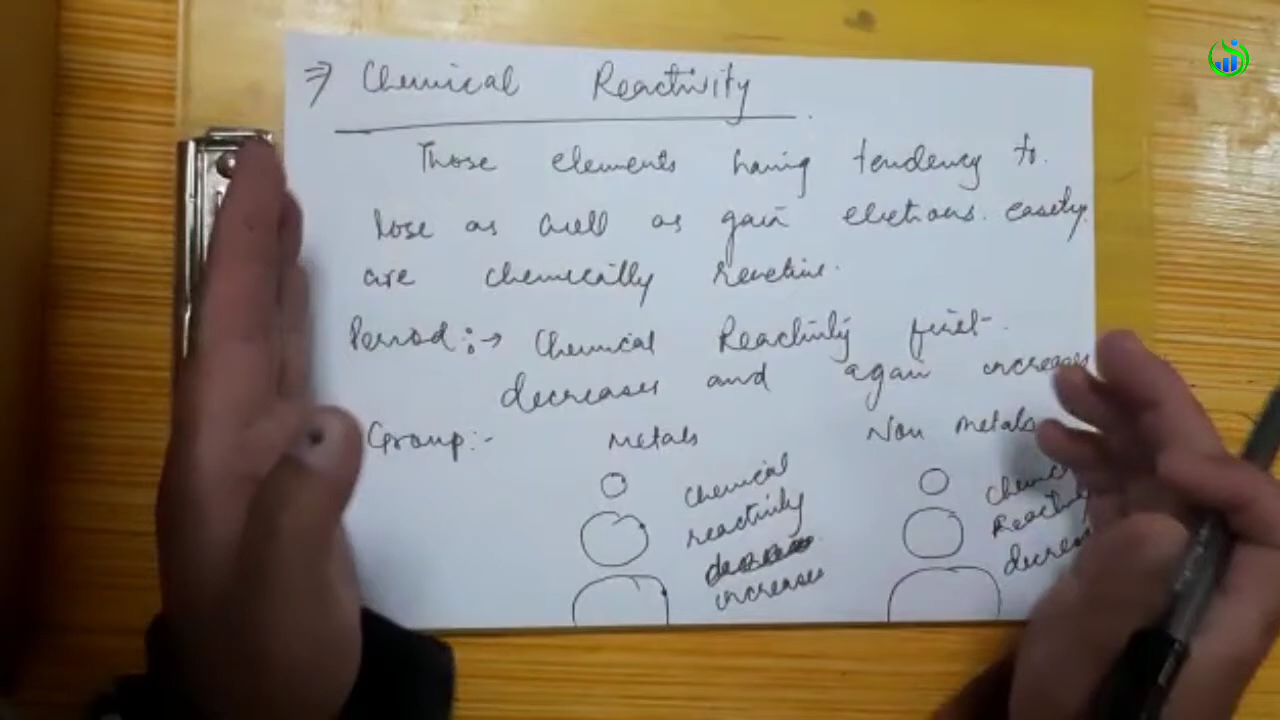 ⇒ Chemical Reactivity
Those elements having tendency to
lose as well as gain electrons easily
are chemically reactive.
Period :→ Chemical Reactivity first
decreases and again increases
Group :- Metals Non Metals
chemical
reactivity
increases
Reactivity